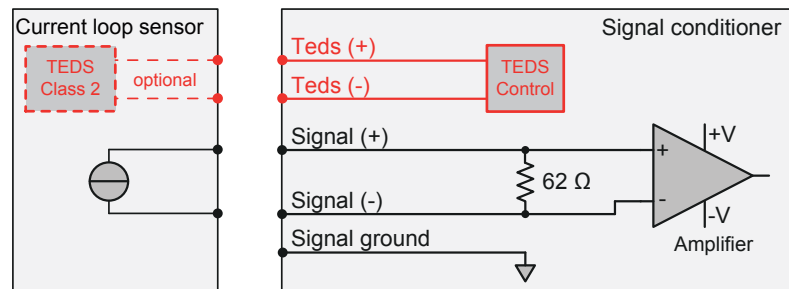 Current loop sensor
TEDS
Class 2
optional
Signal conditioner
Teds (+)
Teds (-)
TEDS
Control
Signal (+)
Signal (-)
Signal ground
62 Ω
+
-
+V
-V
Amplifier